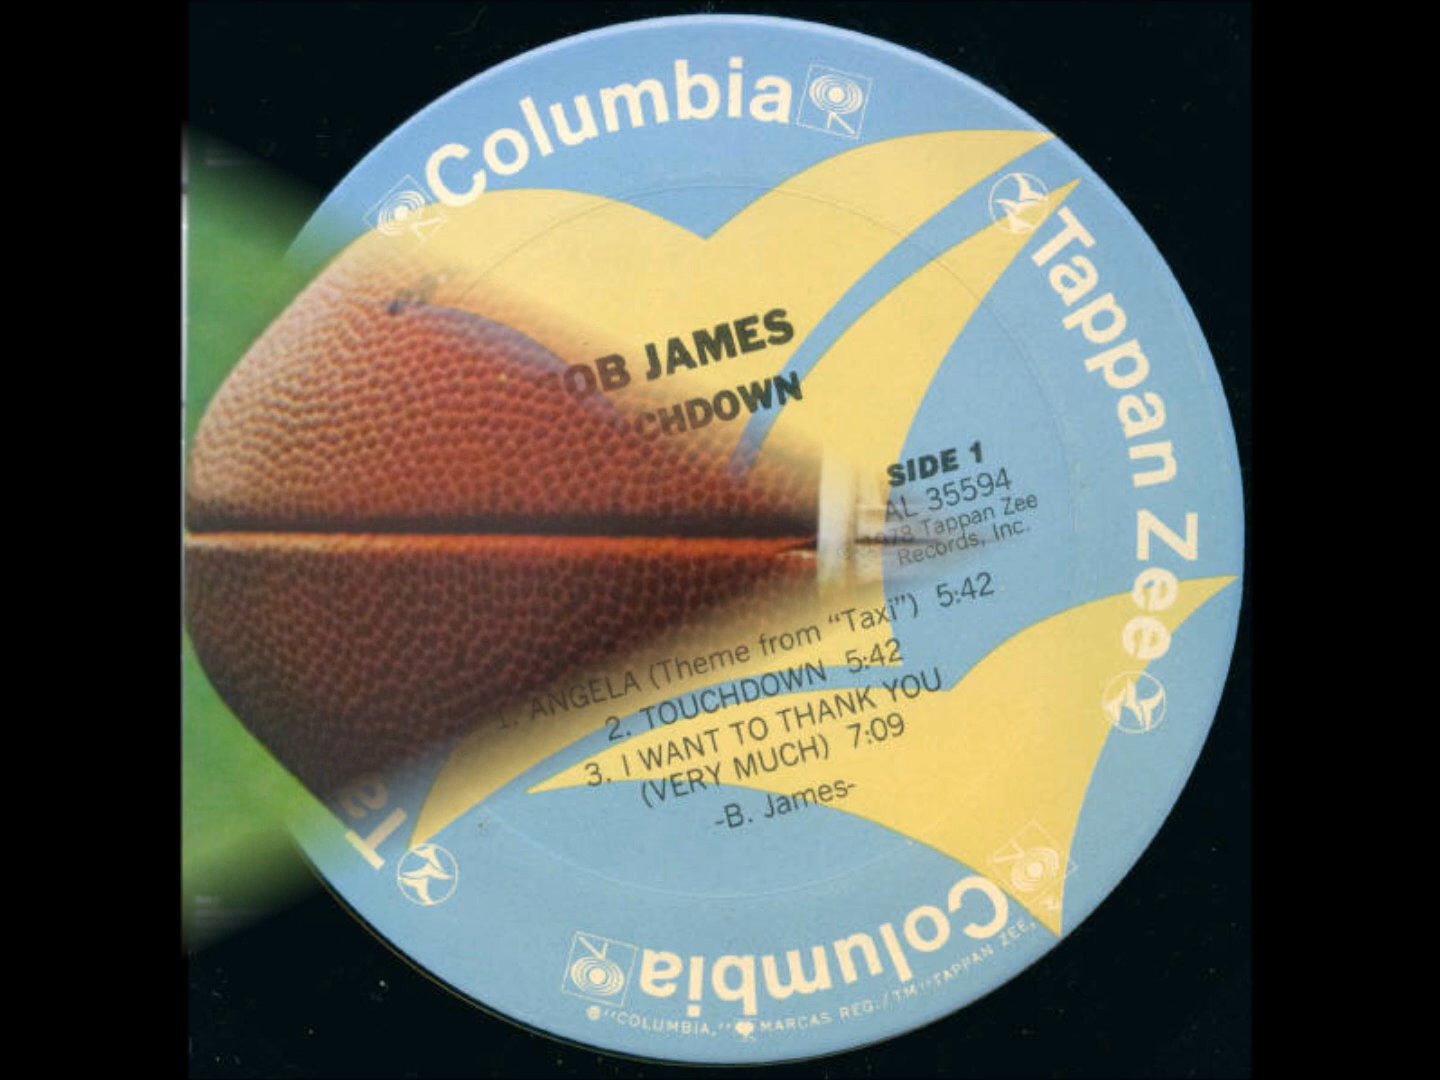 Columbia
Tappan Zee
OB JAMES
CHDOWN
SIDE 1
AL 35594
1978 Tappan Zee
Records, Inc.
1. ANGELA (Theme from "Taxi") 5:42
2. TOUCHDOWN 5:42
3. I WANT TO THANK YOU
(VERY MUCH) 7:09
-B. James-
Ta
Columbia
"COLUMBIA," MARCAS REG./TM "TAPPAN ZEE,